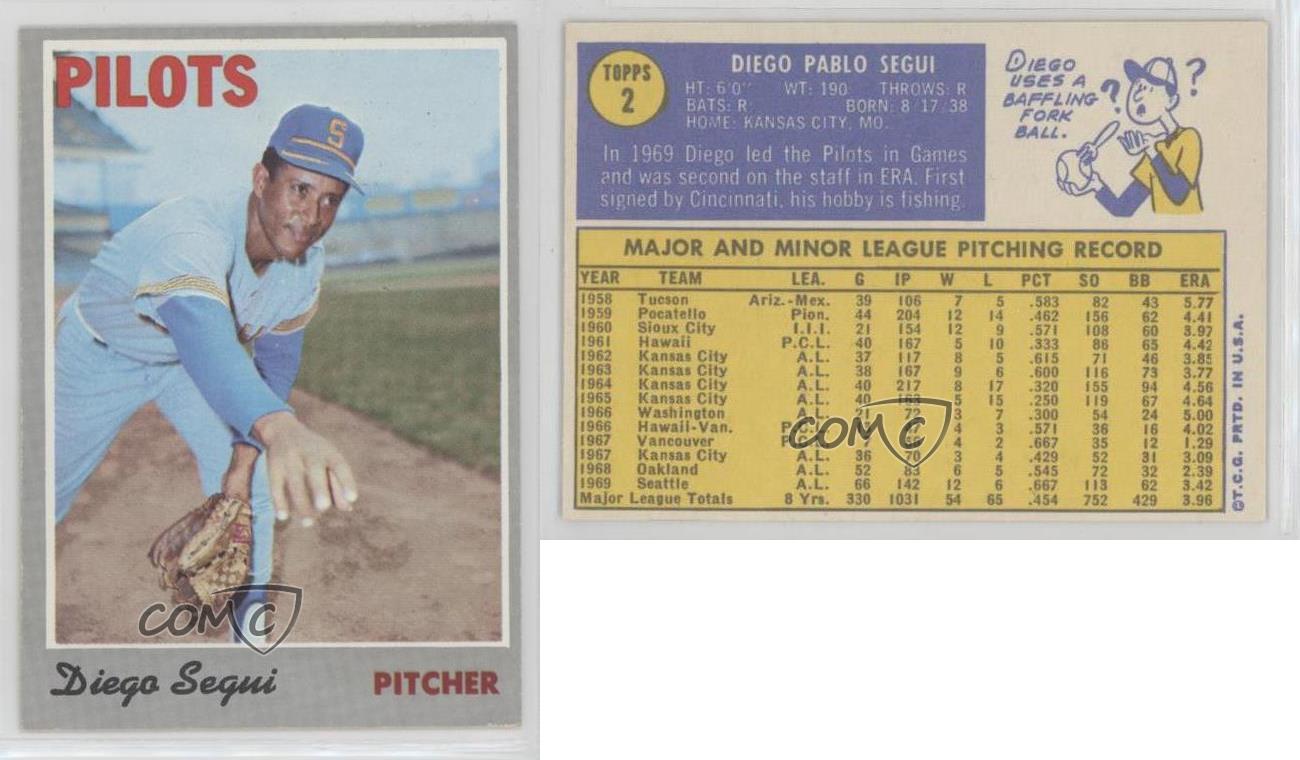 PILOTS
S
COMC
Diego Segui
PITCHER
TOPPS
2
DIEGO PABLO SEGUI
HT: 6'0" WT: 190 THROWS: R
BATS: R BORN: 8 17 38
HOME: KANSAS CITY, MO.
In 1969 Diego led the Pilots in Games
and was second on the staff in ERA. First
signed by Cincinnati, his hobby is fishing.
DIEGO
USES A
BAFFLING
FORK
BALL.
? ?
MAJOR AND MINOR LEAGUE PITCHING RECORD
YEAR TEAM LEA. G IP W L PCT SO BB ERA
1958 Tucson Ariz.-Mex. 39 106 7 5 .583 82 43 5.77
1959 Pocatello Pion. 44 204 12 14 .462 156 62 4.41
1960 Sioux City I.I.I. 21 154 12 9 .571 108 60 3.97
1961 Hawaii P.C.L. 40 167 5 10 .333 86 65 4.42
1962 Kansas City A.L. 37 117 8 5 .615 71 46 3.85
1963 Kansas City A.L. 38 167 9 6 .600 116 73 3.77
1964 Kansas City A.L. 40 217 8 17 .320 155 94 4.56
1965 Kansas City A.L. 40 163 5 15 .250 119 67 4.64
1966 Washington A.L. 21 72 3 7 .300 54 24 5.00
1966 Hawaii-Van. P.C.L. 4 3 .571 36 16 4.02
1967 Vancouver P.C.L. 4 2 .667 35 12 1.29
1967 Kansas City A.L. 36 70 3 4 .429 52 31 3.09
1968 Oakland A.L. 52 83 6 5 .545 72 32 2.39
1969 Seattle A.L. 66 142 12 6 .667 113 62 3.42
Major League Totals 8 Yrs. 330 1031 54 65 .454 752 429 3.96
COMC
©T.C.G. PRTD. IN U.S.A.